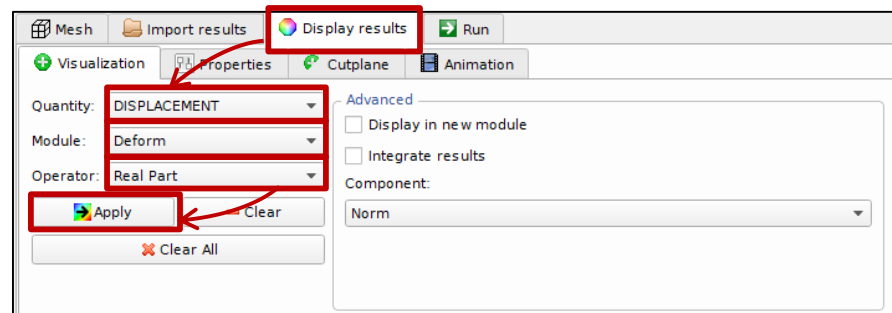 Mesh Import results Display results Run
Visualization Properties Cutplane Animation
Quantity: DISPLACEMENT
Module: Deform
Operator: Real Part
Apply Clear
Clear All
Advanced
Display in new module
Integrate results
Component:
Norm